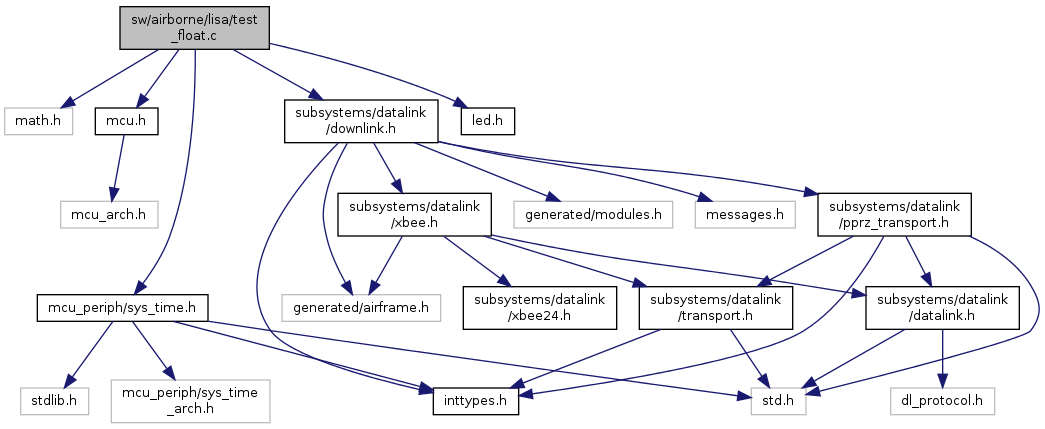 sw/airborne/lisa/test
_float.c
math.h
mcu.h
subsystems/datalink
/downlink.h
led.h
mcu_arch.h
subsystems/datalink
/xbee.h
generated/modules.h
messages.h
subsystems/datalink
/pprz_transport.h
mcu_periph/sys_time.h
generated/airframe.h
subsystems/datalink
/xbee24.h
subsystems/datalink
/transport.h
subsystems/datalink
/datalink.h
stdlib.h
mcu_periph/sys_time
_arch.h
inttypes.h
std.h
dl_protocol.h